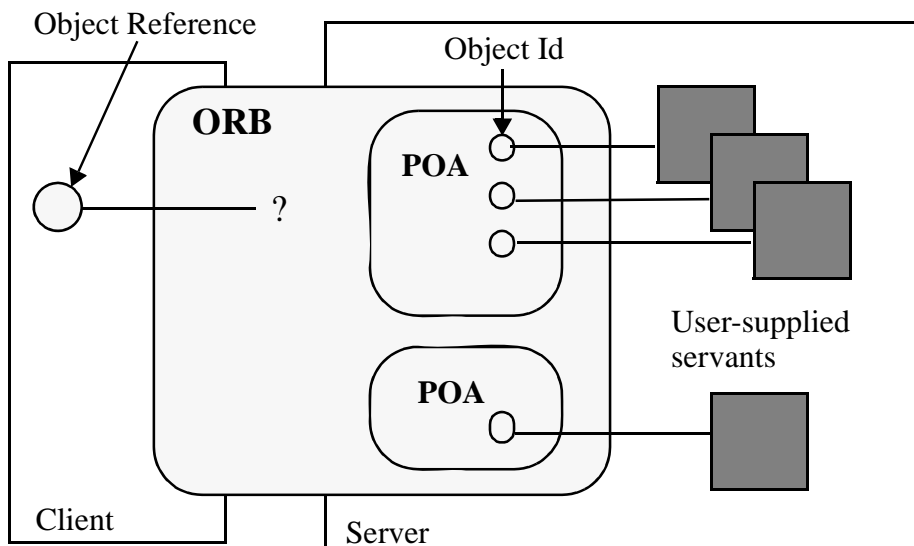 Object Reference
Object Id
ORB
POA
?
User-supplied
servants
POA
Client
Server